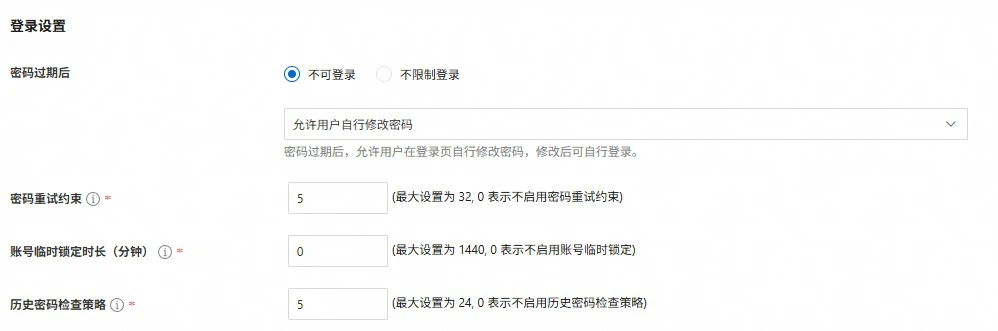 登录设置
密码过期后 不可登录 不限制登录
允许用户自行修改密码
密码过期后，允许用户在登录页自行修改密码，修改后可自行登录。
密码重试约束 * 5 (最大设置为 32, 0 表示不启用密码重试约束)
账号临时锁定时长（分钟） * 0 (最大设置为 1440, 0 表示不启用账号临时锁定)
历史密码检查策略 * 5 (最大设置为 24, 0 表示不启用历史密码检查策略)